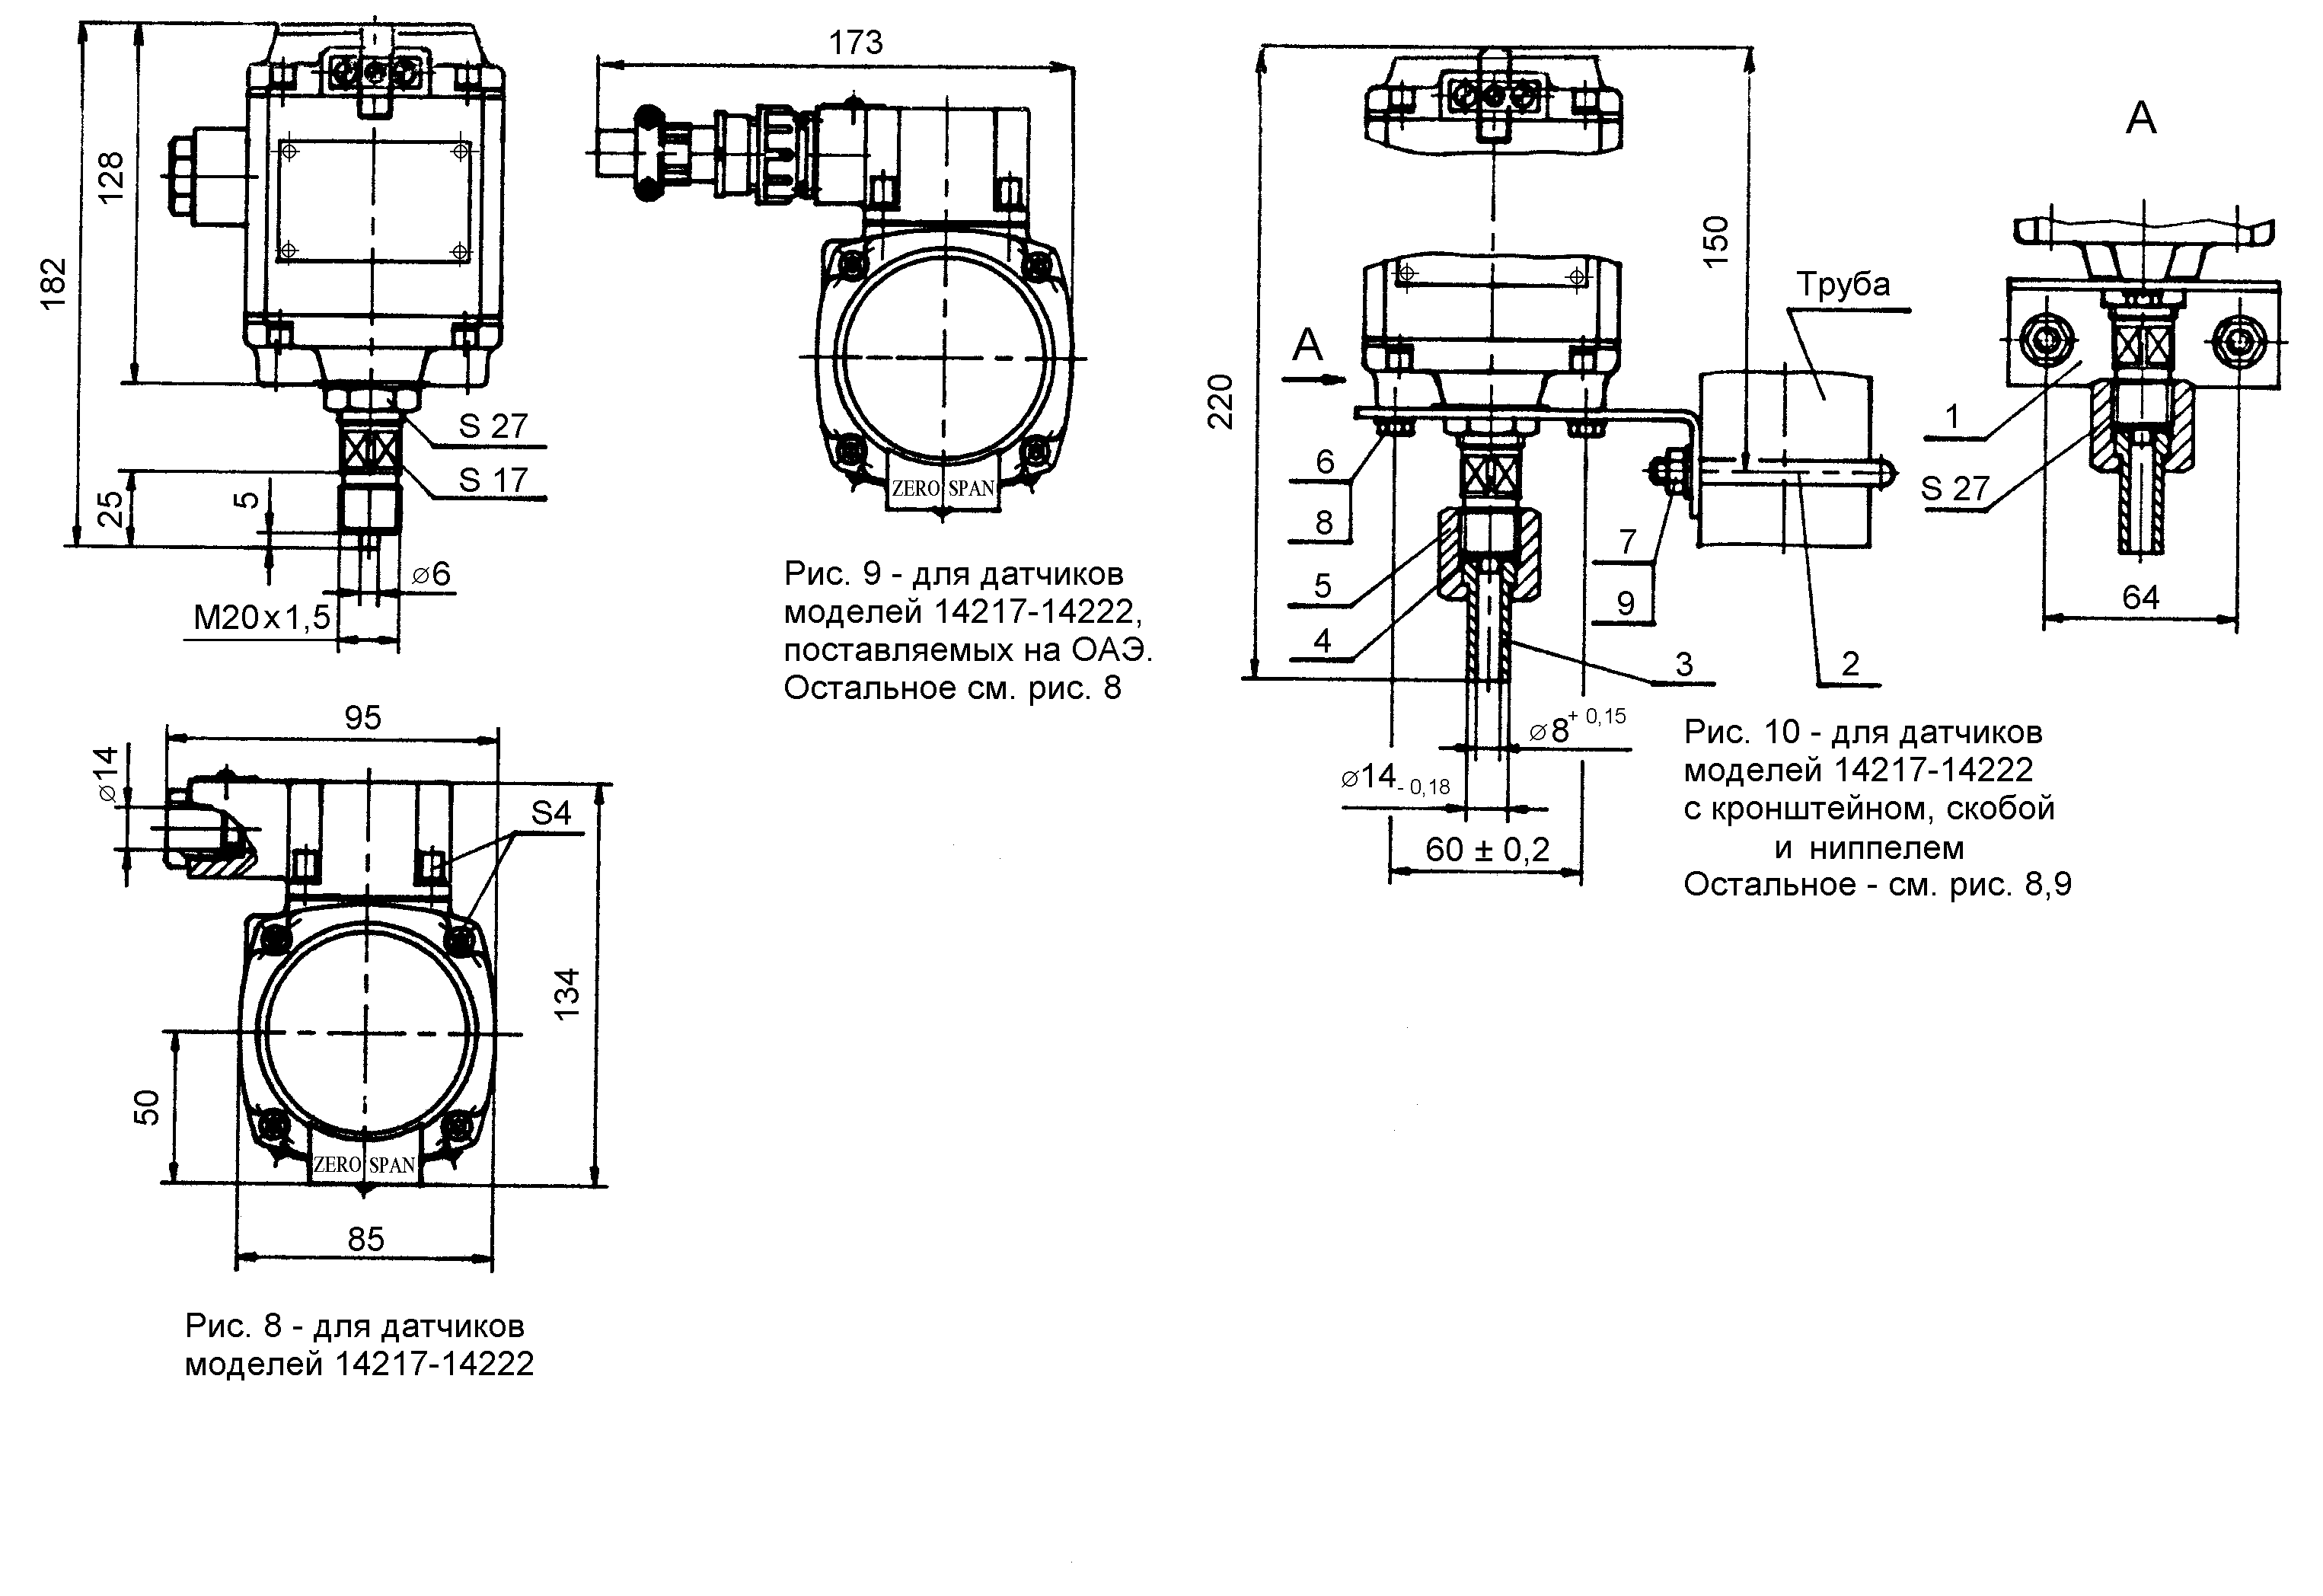 182
128
25
5
S 27
S 17
⌀6
M20x1,5
173
ZERO SPAN
Рис. 9 - для датчиков
моделей 14217-14222,
поставляемых на ОАЭ.
Остальное см. рис. 8
95
⌀14
S4
134
50
ZERO SPAN
85
Рис. 8 - для датчиков
моделей 14217-14222
220
150
А
Труба
6
8
5
4
7
9
3
2
⌀8+ 0,15
⌀14- 0,18
60 ± 0,2
А
1
S 27
64
Рис. 10 - для датчиков
моделей 14217-14222
с кронштейном, скобой
и ниппелем
Остальное - см. рис. 8,9